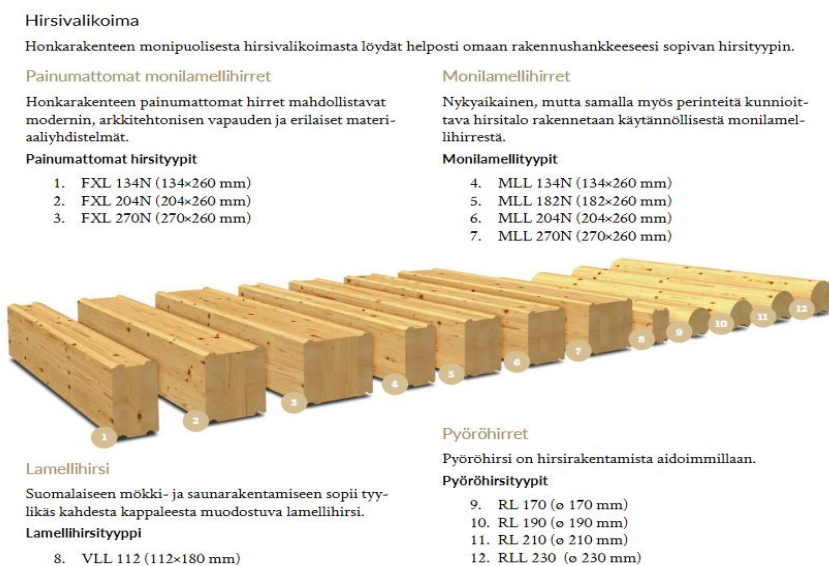 Hirsivalikoima
Honkarakenteen monipuolisesta hirsivalikoimasta löydät helposti omaan rakennushankkeeseesi sopivan hirsityypin.
Painumattomat monilamellihirret
Honkarakenteen painumattomat hirret mahdollistavat
modernin, arkkitehtonisen vapauden ja erilaiset materi-
aaliyhdistelmät.
Painumattomat hirsityypit
1. FXL 134N (134×260 mm)
2. FXL 204N (204×260 mm)
3. FXL 270N (270×260 mm)
Monilamellihirret
Nykyaikainen, mutta samalla myös perinteitä kunnioit-
tava hirsitalo rakennetaan käytännöllisestä monilamel-
lihirrestä.
Monilamellityypit
4. MLL 134N (134×260 mm)
5. MLL 182N (182×260 mm)
6. MLL 204N (204×260 mm)
7. MLL 270N (270×260 mm)
1
2
3
4
5
6
7
8
9
10
11
12
Lamellihirsi
Suomalaiseen mökki- ja saunarakentamiseen sopii tyy-
likäs kahdesta kappaleesta muodostuva lamellihirsi.
Lamellihirsityyppi
8. VLL 112 (112×180 mm)
Pyöröhirret
Pyöröhirsi on hirsirakentamista aidoimmillaan.
Pyöröhirsityypit
9. RL 170 (ø 170 mm)
10. RL 190 (ø 190 mm)
11. RL 210 (ø 210 mm)
12. RLL 230 (ø 230 mm)